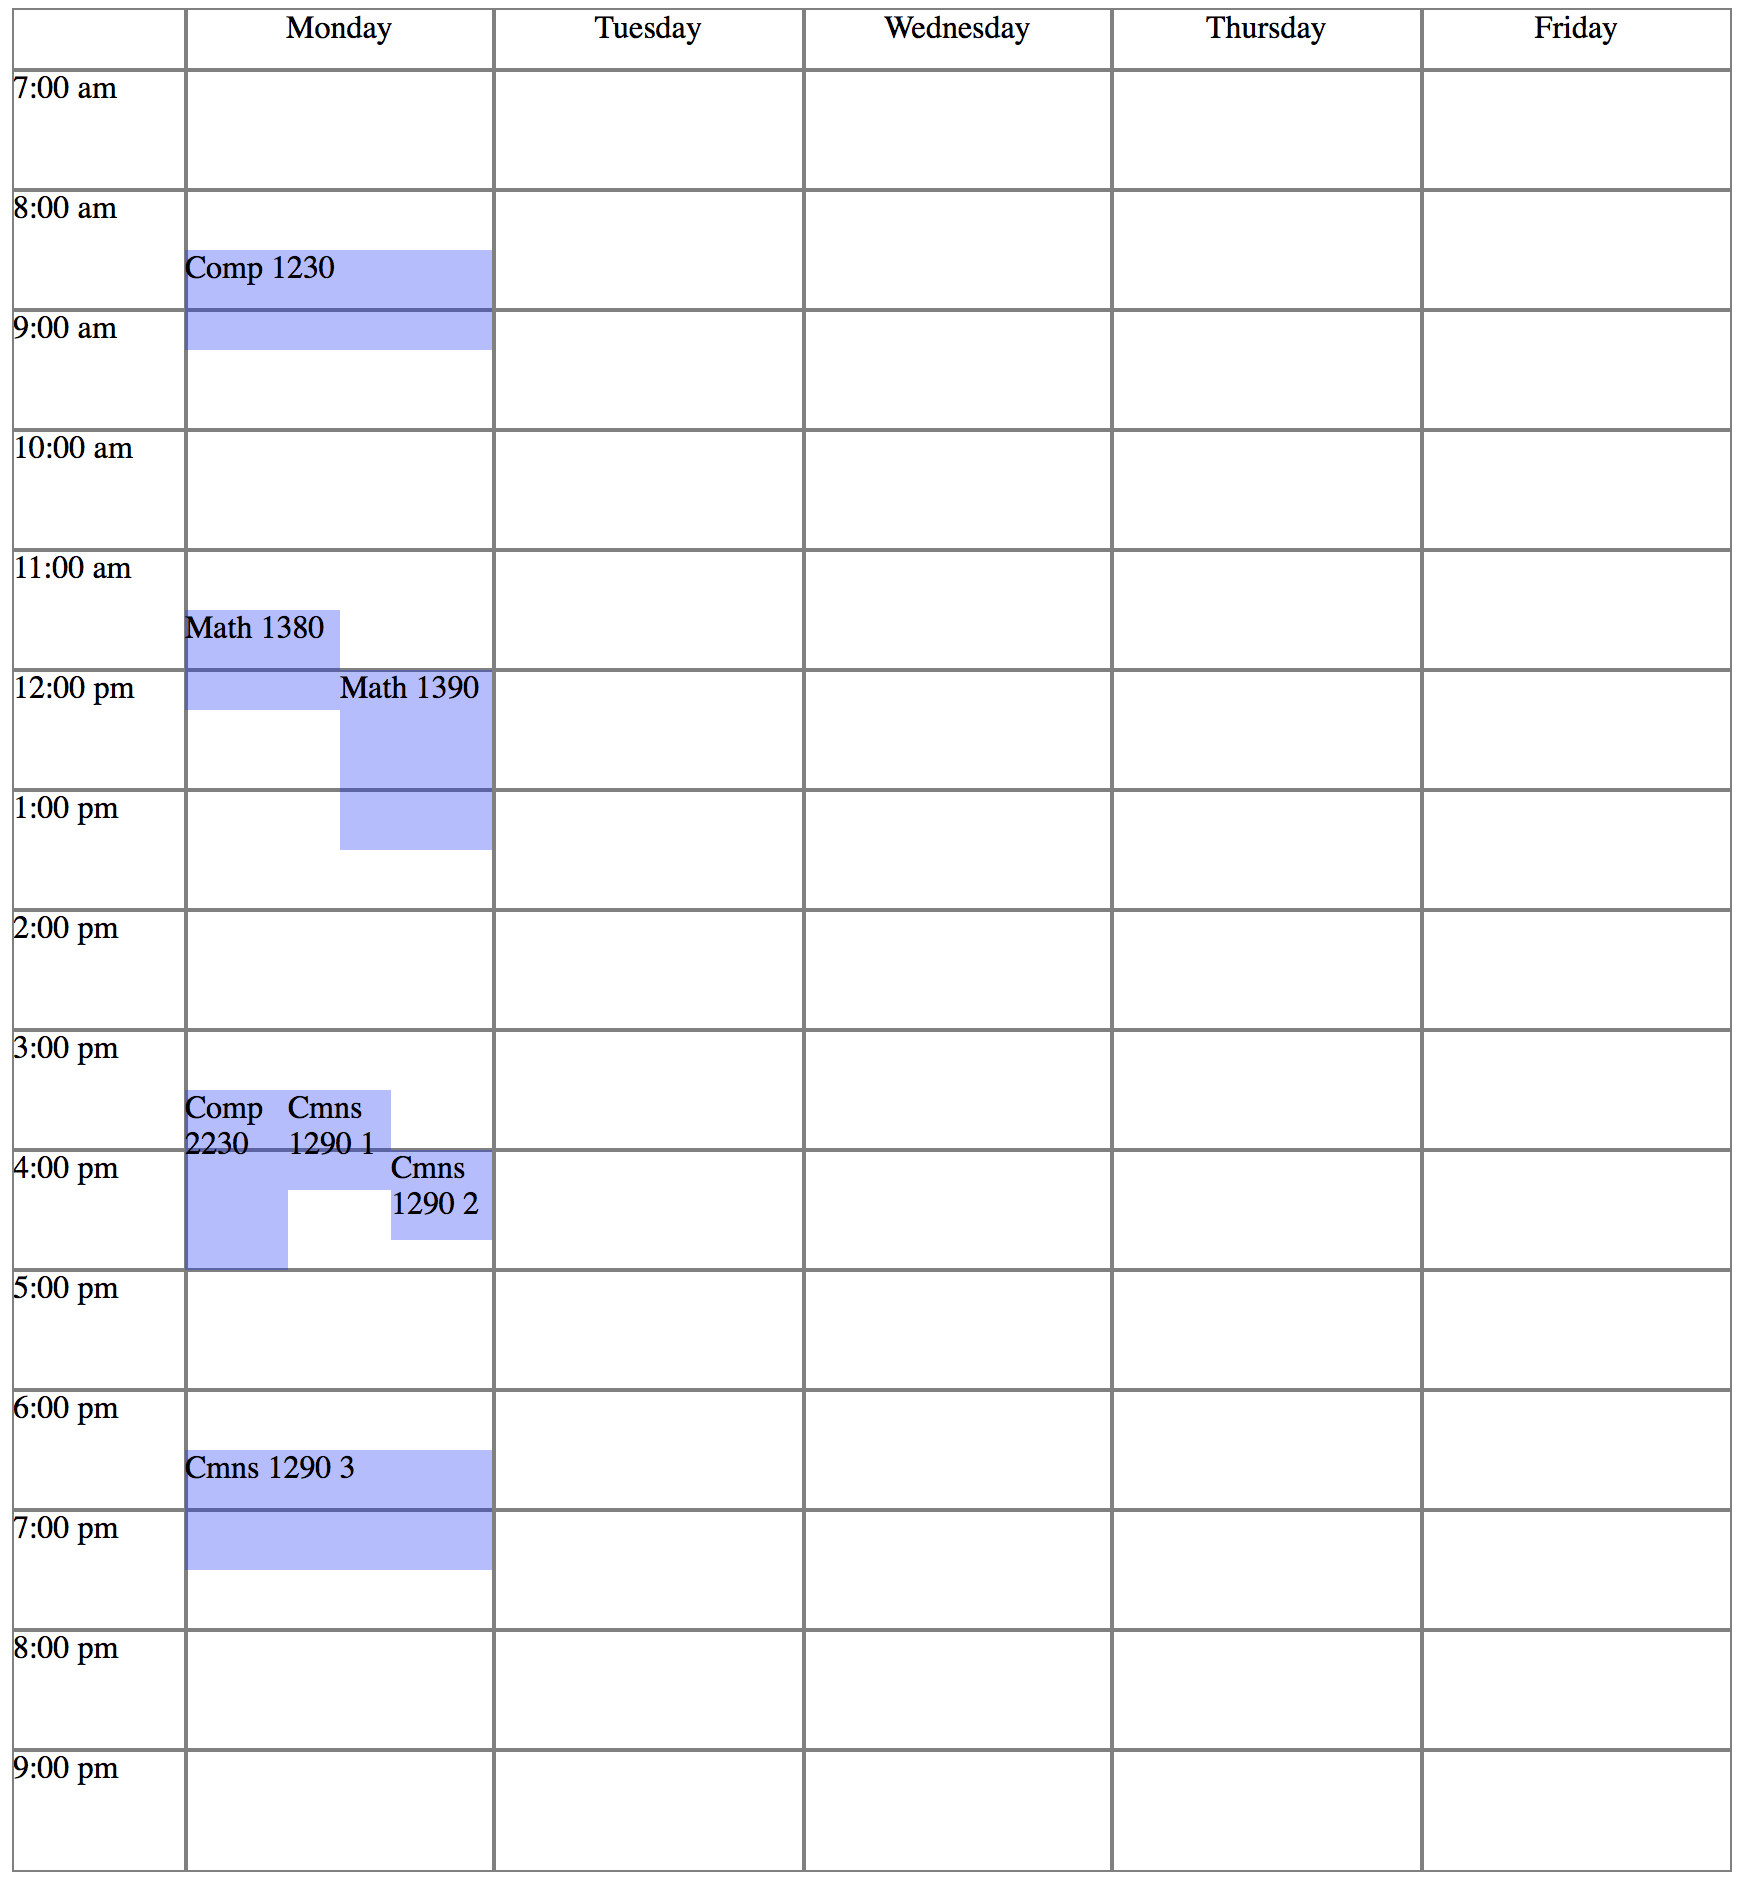 Monday Tuesday Wednesday Thursday Friday
7:00 am
8:00 am
Comp 1230
9:00 am
10:00 am
11:00 am
Math 1380
12:00 pm
Math 1390
1:00 pm
2:00 pm
3:00 pm
Comp
2230
Cmns
1290 1
4:00 pm
Cmns
1290 2
5:00 pm
6:00 pm
Cmns 1290 3
7:00 pm
8:00 pm
9:00 pm